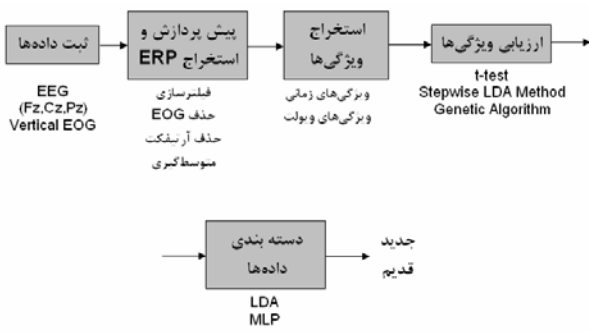 ثبت داده‌ها
EEG
(Fz,Cz,Pz)
Vertical EOG
پیش پردازش و
استخراج ERP
فیلترسازی
حذف EOG
حذف آرتیفکت
متوسط‌گیری
استخراج
ویژگی‌ها
ویژگی‌های زمانی
ویژگی‌های ویولت
ارزیابی ویژگی‌ها
t-test
Stepwise LDA Method
Genetic Algorithm
دسته بندی
داده‌ها
LDA
MLP
جدید
قدیم